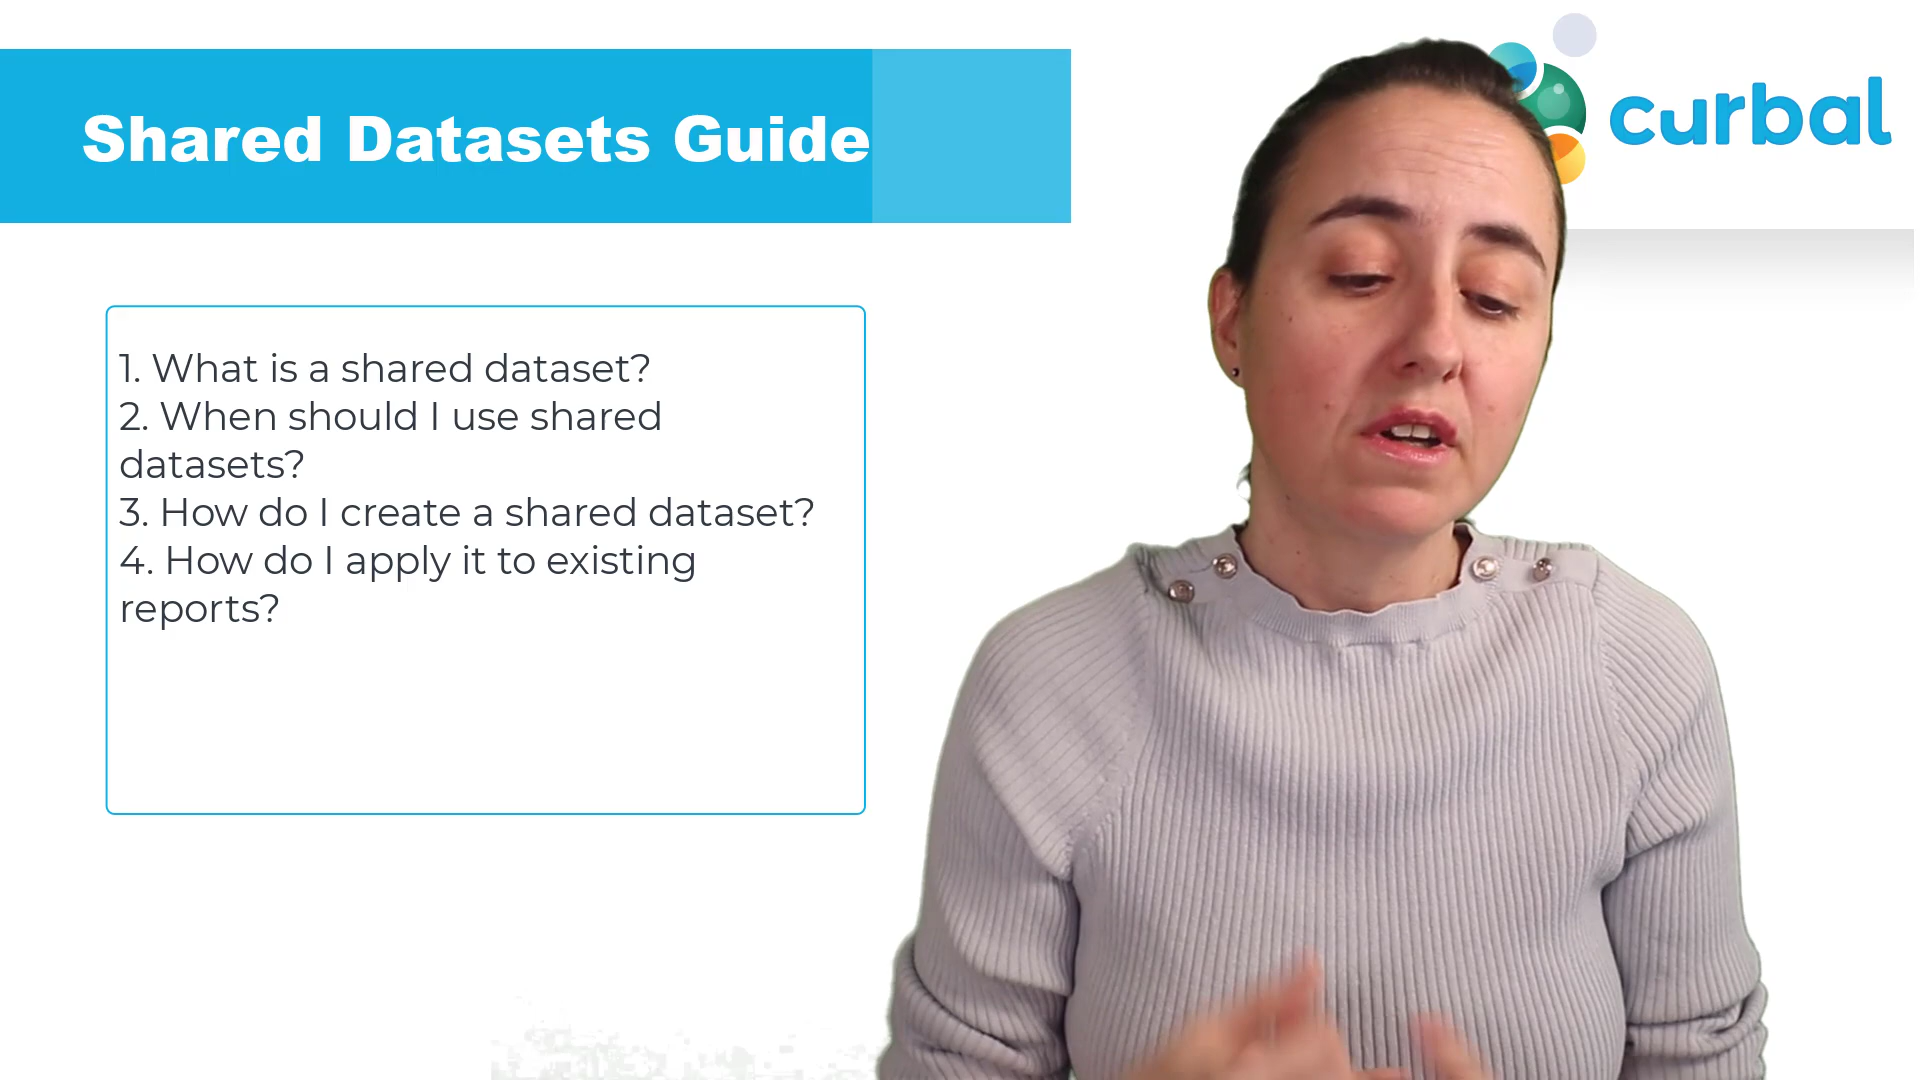 Shared Datasets Guide
curbal
1. What is a shared dataset?
2. When should I use shared
datasets?
3. How do I create a shared dataset?
4. How do I apply it to existing
reports?